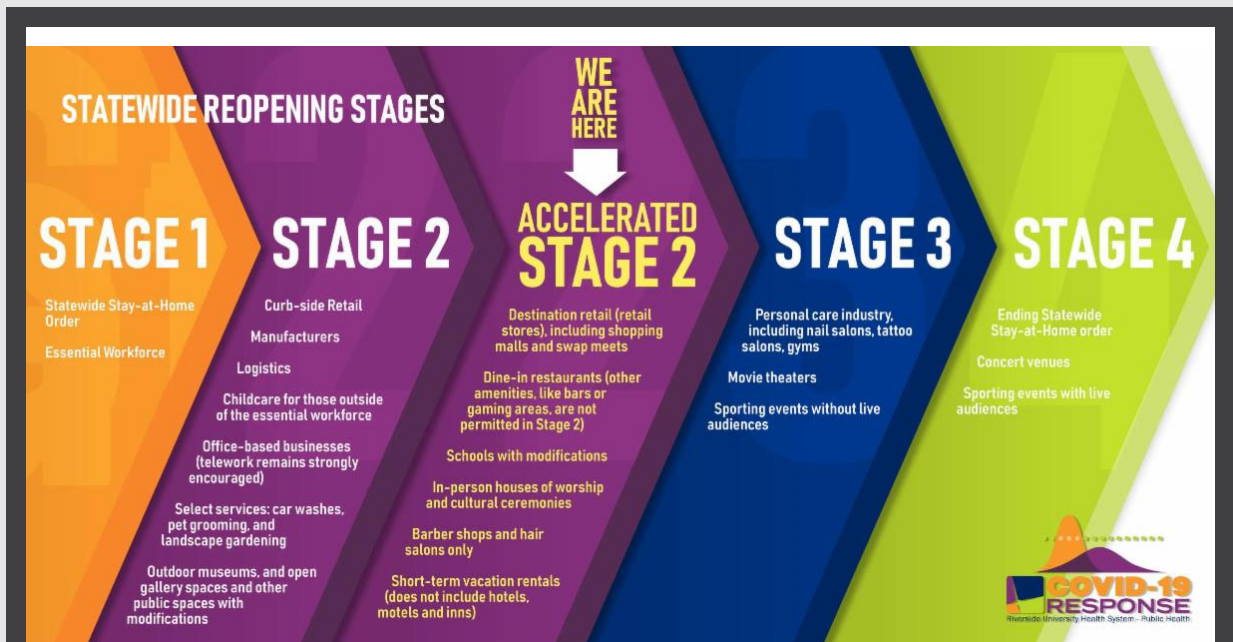 STATEWIDE REOPENING STAGES
WE
ARE
HERE
STAGE 1
Statewide Stay-at-Home
Order
Essential Workforce
STAGE 2
Curb-side Retail
Manufacturers
Logistics
Childcare for those outside
of the essential workforce
Office-based businesses
(telework remains strongly
encouraged)
Select services: car washes,
pet grooming, and
landscape gardening
Outdoor museums, and open
gallery spaces and other
public spaces with
modifications
ACCELERATED
STAGE 2
Destination retail (retail
stores), including shopping
malls and swap meets
Dine-in restaurants (other
amenities, like bars or
gaming areas, are not
permitted in Stage 2)
Schools with modifications
In-person houses of worship
and cultural ceremonies
Barber shops and hair
salons only
Short-term vacation rentals
(does not include hotels,
motels and inns)
STAGE 3
Personal care industry,
including nail salons, tattoo
salons, gyms
Movie theaters
Sporting events without live
audiences
STAGE 4
Ending Statewide
Stay-at-Home order
Concert venues
Sporting events with live
audiences
COVID-19
RESPONSE
Riverside University Health System - Public Health